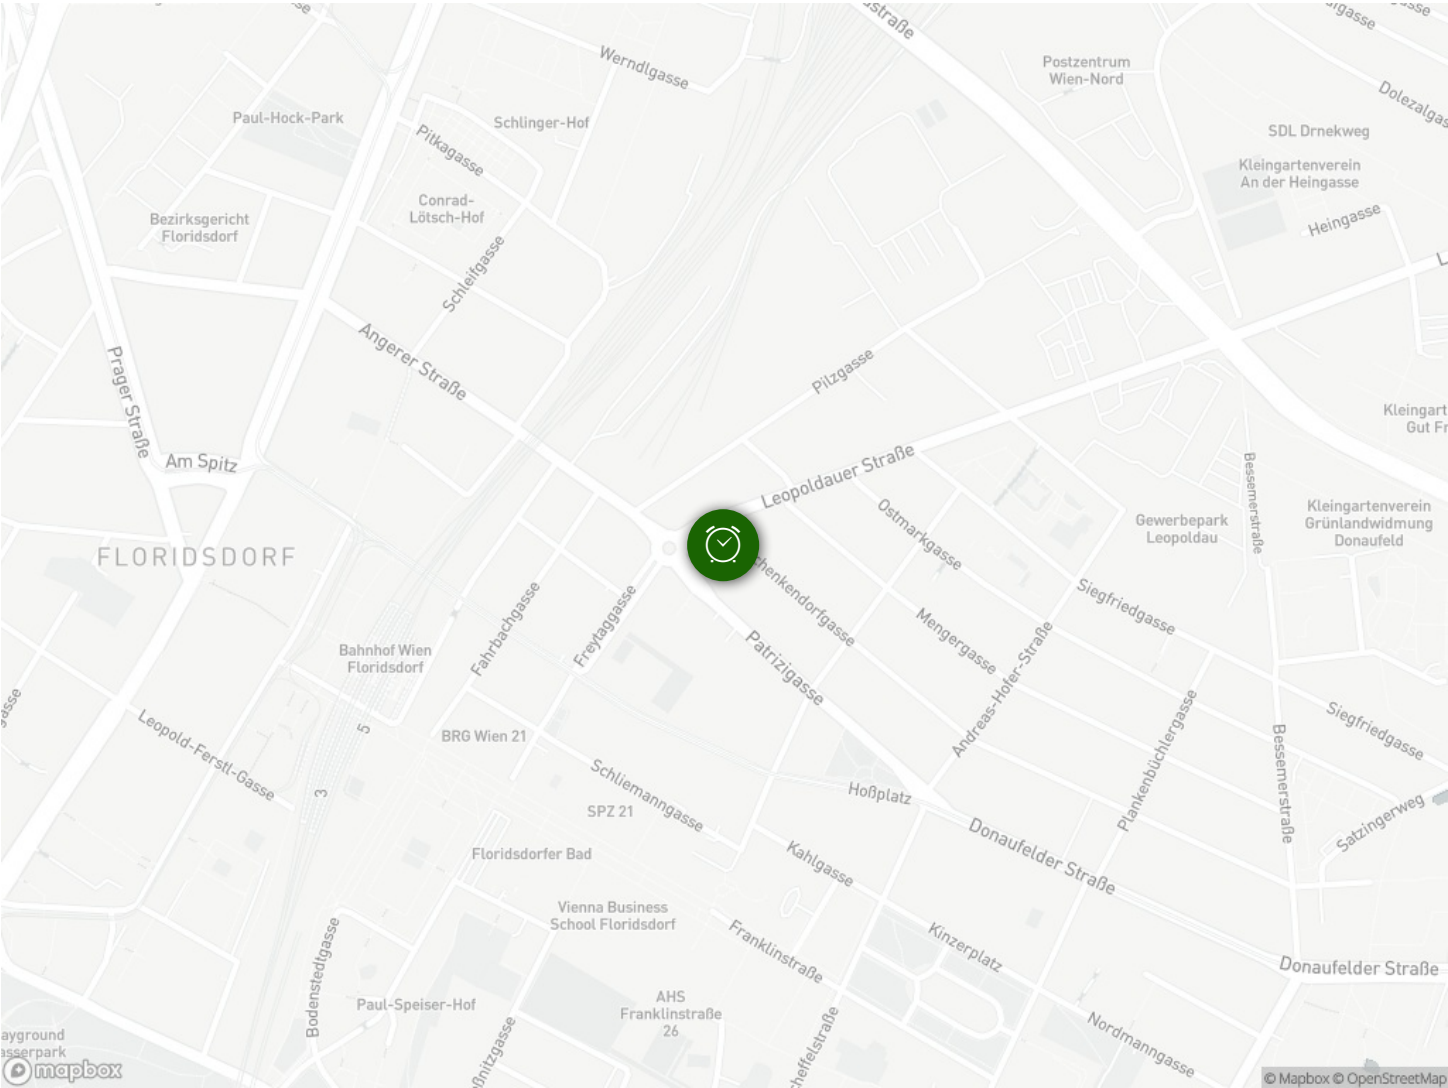 Werndlgasse
Postzentrum
Wien-Nord
Paul-Hock-Park
Schlinger-Hof
Pitkagasse
SDL Drnekweg
Kleingartenverein
An der Heingasse
Conrad-
Lötsch-Hof
Bezirksgericht
Floridsdorf
Heingasse
Schleifgasse
Angerer Straße
Prager Straße
Pilzgasse
Am Spitz
Leopoldauer Straße
Bessemerstraße
Kleingartenverein
Grünlandwidmung
Donaufeld
Gewerbepark
Leopoldau
Ostmarkgasse
FLORIDSDORF
Siegfriedgasse
Fahrbachgasse
Freytaggasse
Mengergasse
Bahnhof Wien
Floridsdorf
Patrizigasse
Andreas-Hofer-Straße
Plankenbüchlergasse
Siegfriedgasse
Leopold-Ferstl-Gasse
5
3
BRG Wien 21
Schliemanngasse
Hoßplatz
SPZ 21
Bessemerstraße
Satzingerweg
Donaufelder Straße
Floridsdorfer Bad
Kahlgasse
Vienna Business
School Floridsdorf
Franklinstraße
Kinzerplatz
Bodenstedtgasse
Donaufelder Straße
Paul-Speiser-Hof
AHS
Franklinstraße
26
Nordmanngasse
mapbox
© Mapbox © OpenStreetMap